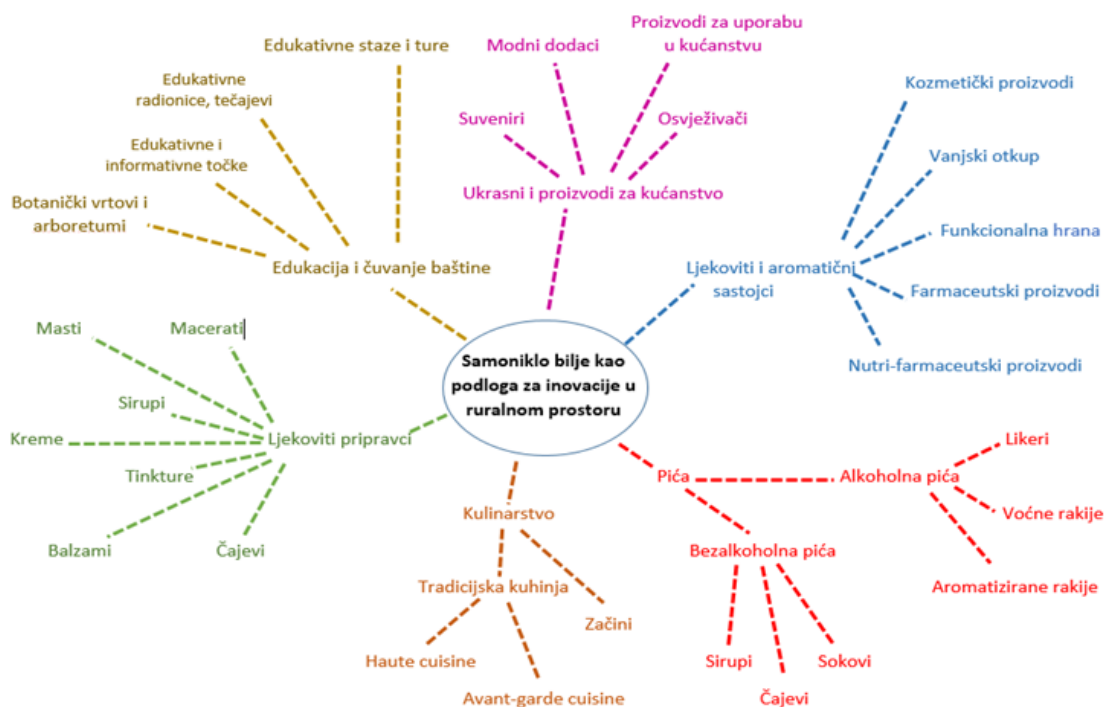 Edukativne staze i ture
Edukativne
radionice, tečajevi
Edukativne i
informativne točke
Botanički vrtovi i
arboretumi
Edukacija i čuvanje baštine
Proizvodi za uporabu
u kućanstvu
Modni dodaci
Suveniri
Osvježivači
Ukrasni i proizvodi za kućanstvo
Kozmetički proizvodi
Vanjski otkup
Funkcionalna hrana
Ljekoviti i aromatični
sastojci
Farmaceutski proizvodi
Nutri-farmaceutski proizvodi
Samoniklo bilje kao
podloga za inovacije u
ruralnom prostoru
Masti
Macerati
Sirupi
Kreme
Ljekoviti pripravci
Tinkture
Balzami
Čajevi
Kulinarstvo
Tradicijska kuhinja
Začini
Haute cuisine
Avant-garde cuisine
Pića
Alkoholna pića
Likeri
Voćne rakije
Aromatizirane rakije
Bezalkoholna pića
Sirupi
Sokovi
Čajevi